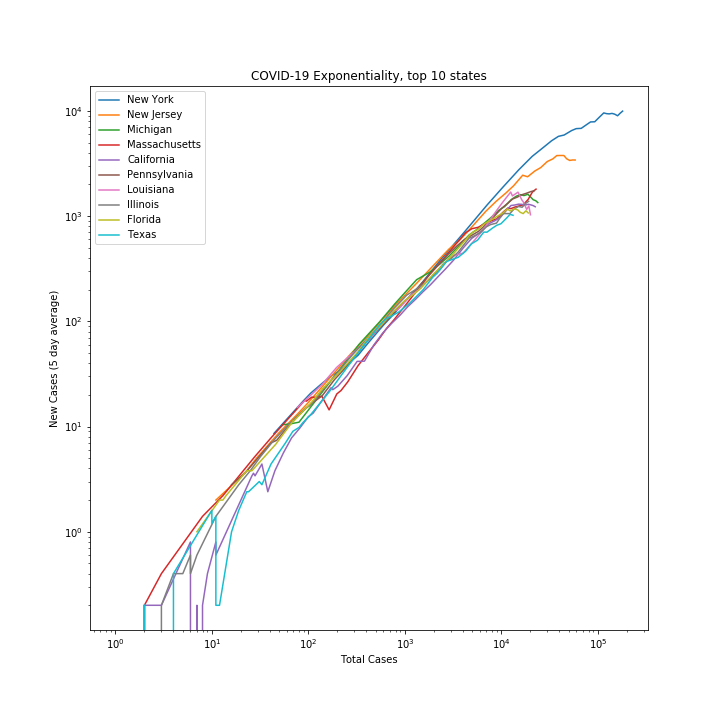 COVID-19 Exponentiality, top 10 states
New York
New Jersey
Michigan
Massachusetts
California
Pennsylvania
Louisiana
Illinois
Florida
Texas
New Cases (5 day average)
10⁴
10³
10²
10¹
10⁰
10⁰ 10¹ 10² 10³ 10⁴ 10⁵
Total Cases